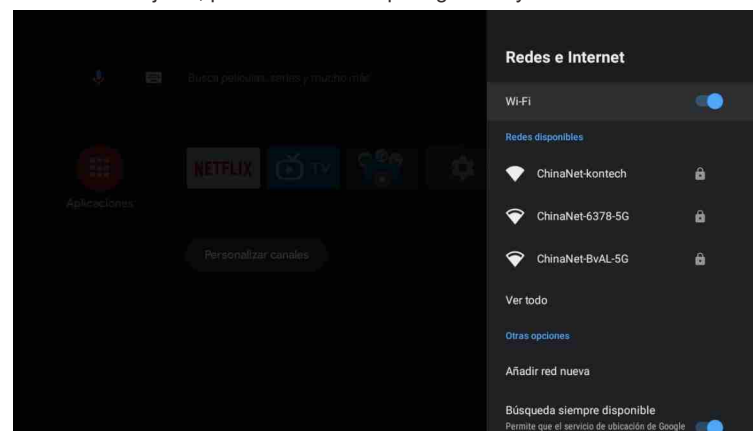 Redes e Internet
Busca películas, series y mucho más
Wi-Fi
Redes disponibles
ChinaNet-kontech
NETFLIX
TV
Aplicaciones
ChinaNet-6378-5G
Personalizar canales
ChinaNet-BvAL-5G
Ver todo
Otras opciones
Añadir red nueva
Búsqueda siempre disponible
Permite que el servicio de ubicación de Google